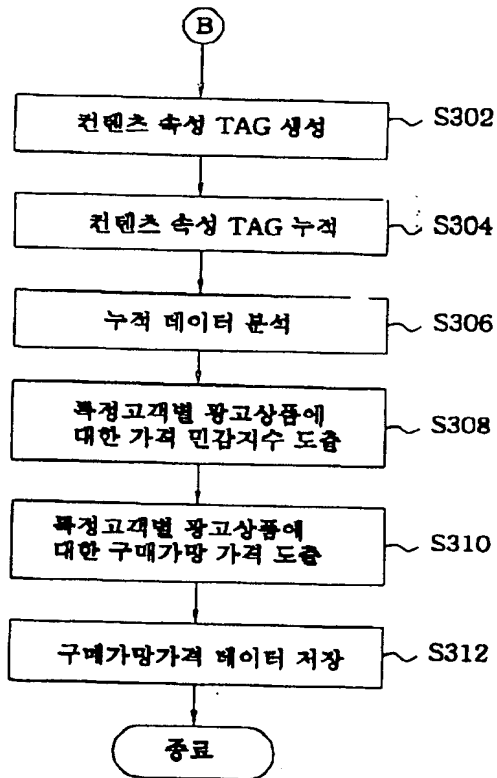 B
컨텐츠 속성 TAG 생성
S302
컨텐츠 속성 TAG 누적
S304
누적 데이터 분석
S306
특정고객별 광고상품에
대한 가격 민감지수 도출
S308
특정고객별 광고상품에
대한 구매가망 가격 도출
S310
구매가망가격 데이터 저장
S312
종료